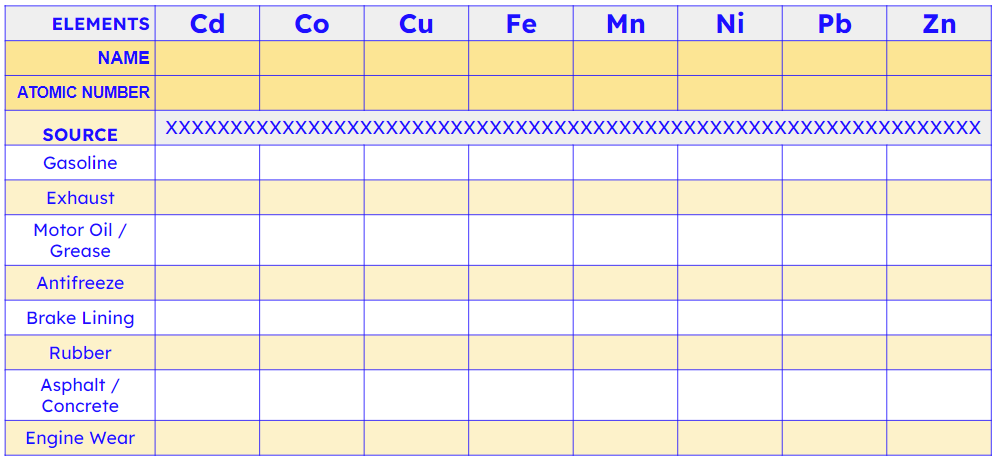 ELEMENTS Cd Co Cu Fe Mn Ni Pb Zn
NAME
ATOMIC NUMBER
SOURCE XXXXXXXXXXXXXXXXXXXXXXXXXXXXXXXXXXXXXXXXXXXXXXXXXXXXXXXXXXXXXXX
Gasoline
Exhaust
Motor Oil /
Grease
Antifreeze
Brake Lining
Rubber
Asphalt /
Concrete
Engine Wear